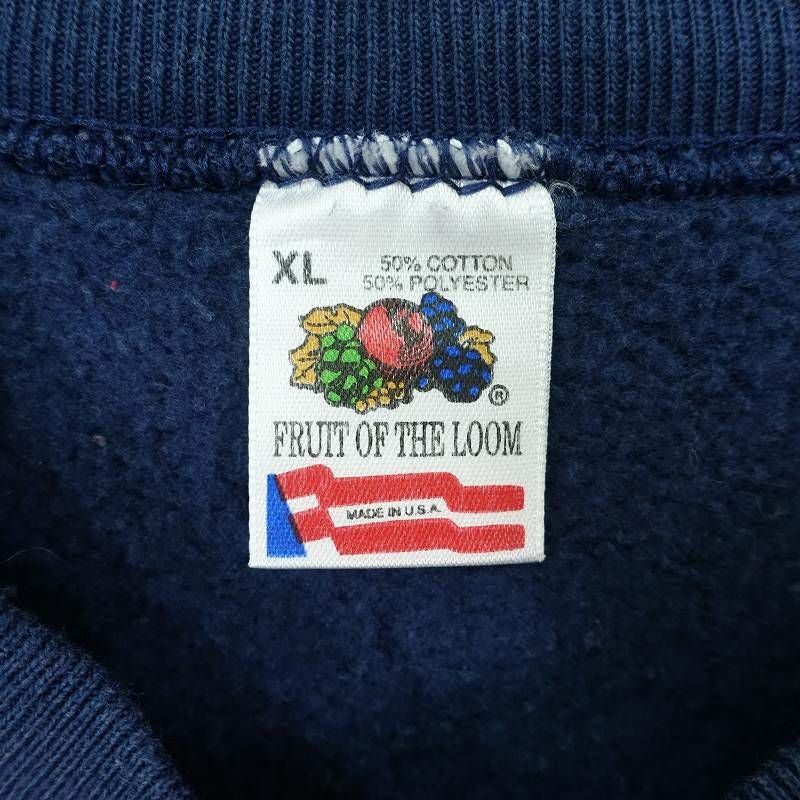 XL
50% COTTON
50% POLYESTER
®
FRUIT OF THE LOOM
MADE IN U.S.A.